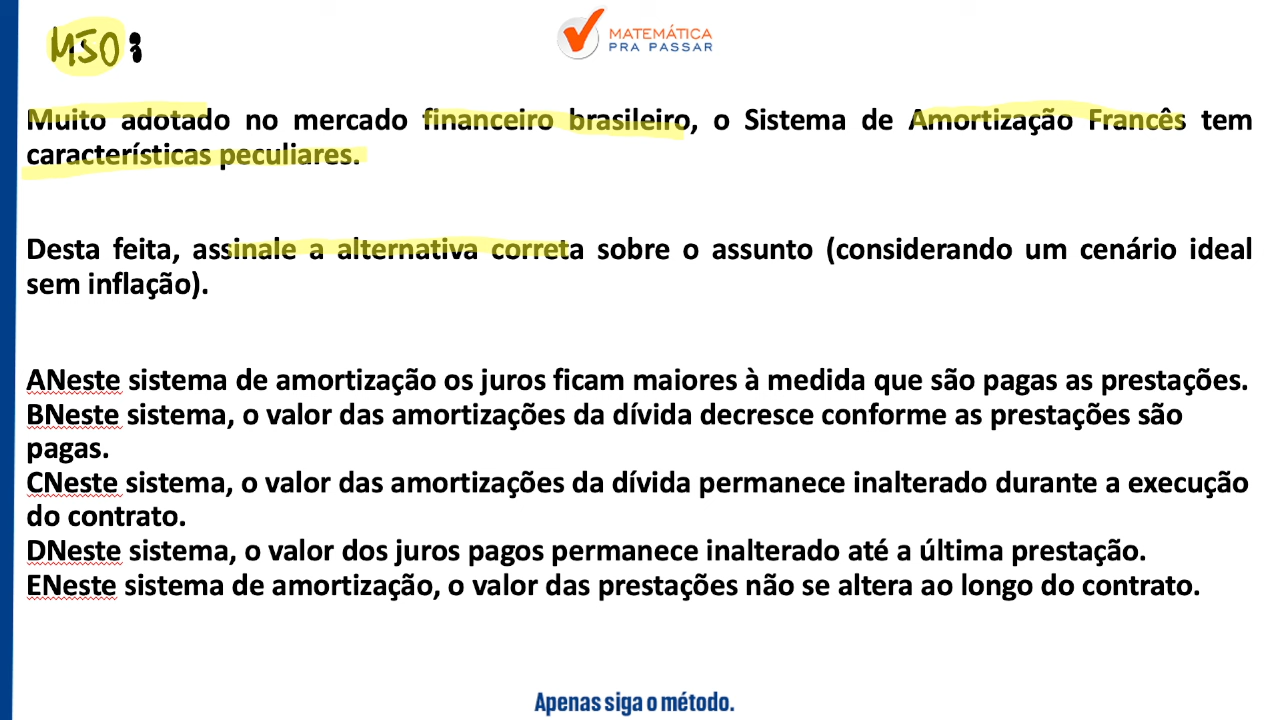 MSO:
MATEMÁTICA
PRA PASSAR
Muito adotado no mercado financeiro brasileiro, o Sistema de Amortização Francês tem
características peculiares.
Desta feita, assinale a alternativa correta sobre o assunto (considerando um cenário ideal
sem inflação).
ANeste sistema de amortização os juros ficam maiores à medida que são pagas as prestações.
BNeste sistema, o valor das amortizações da dívida decresce conforme as prestações são
pagas.
CNeste sistema, o valor das amortizações da dívida permanece inalterado durante a execução
do contrato.
DNeste sistema, o valor dos juros pagos permanece inalterado até a última prestação.
ENeste sistema de amortização, o valor das prestações não se altera ao longo do contrato.
Apenas siga o método.